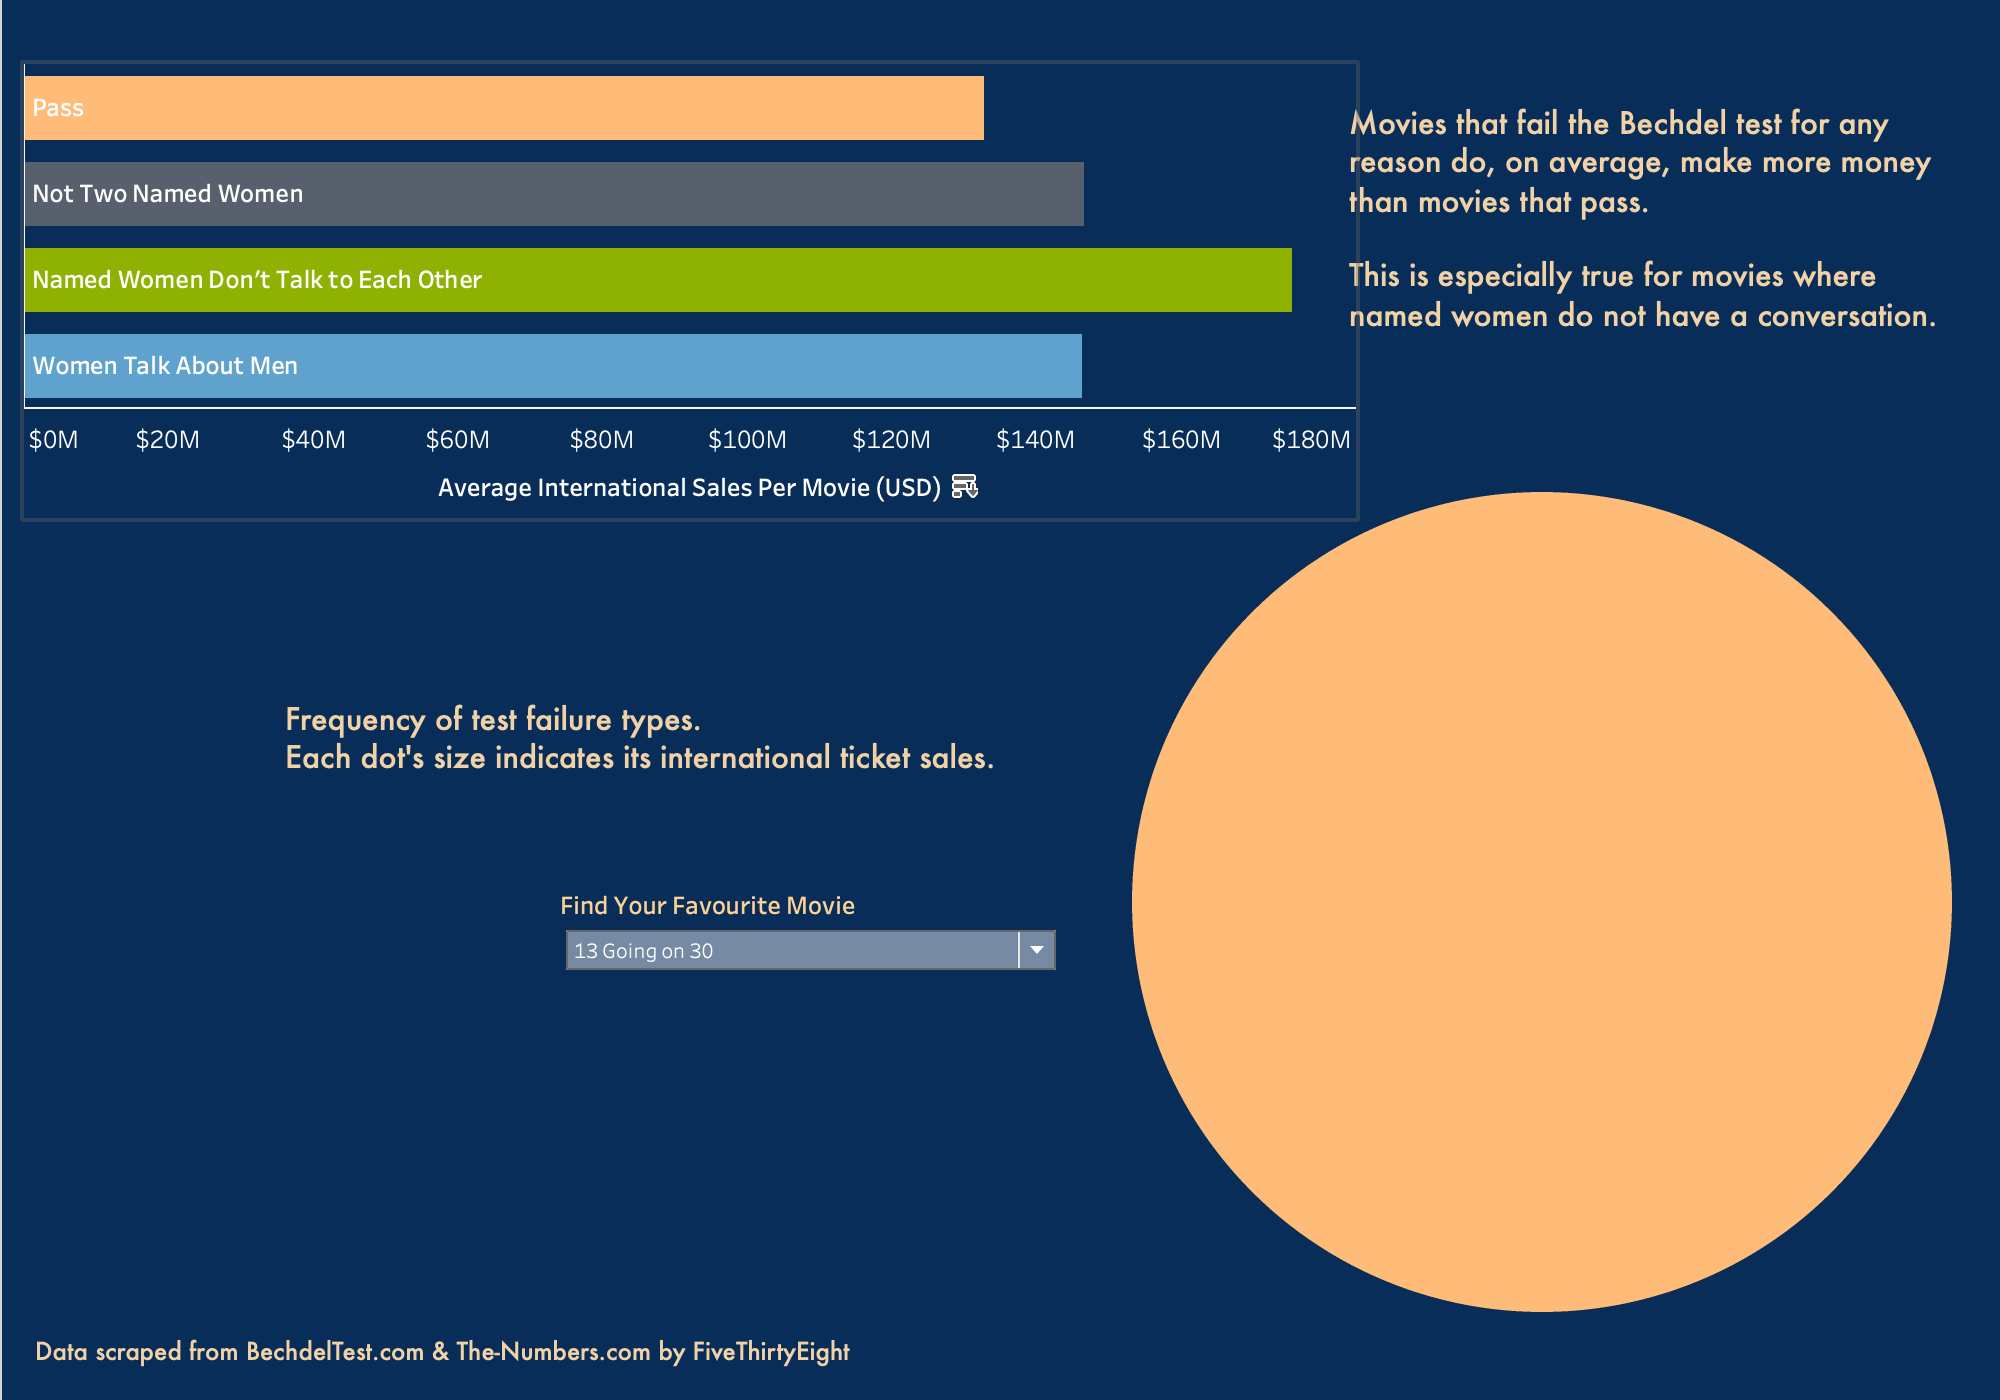 Pass
Not Two Named Women
Named Women Don’t Talk to Each Other
Women Talk About Men
$0M $20M $40M $60M $80M $100M $120M $140M $160M $180M
Average International Sales Per Movie (USD)
Movies that fail the Bechdel test for any
reason do, on average, make more money
than movies that pass.
This is especially true for movies where
named women do not have a conversation.
Frequency of test failure types.
Each dot's size indicates its international ticket sales.
Find Your Favourite Movie
13 Going on 30
Data scraped from BechdelTest.com & The-Numbers.com by FiveThirtyEight